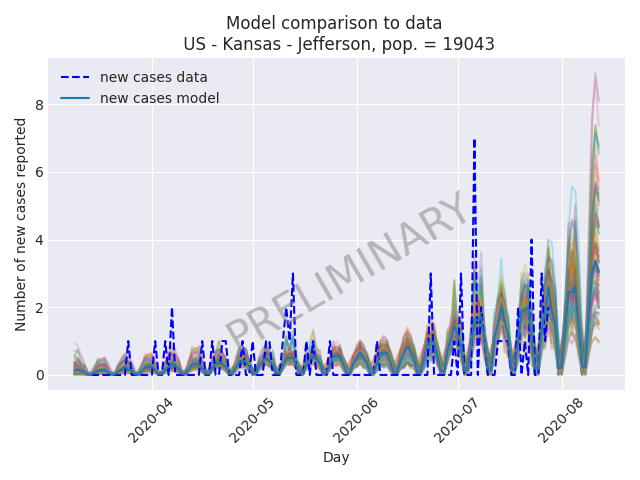 Model comparison to data
US - Kansas - Jefferson, pop. = 19043
new cases data
new cases model
PRELIMINARY
Number of new cases reported
8
6
4
2
0
2020-04
2020-05
2020-06
2020-07
2020-08
Day